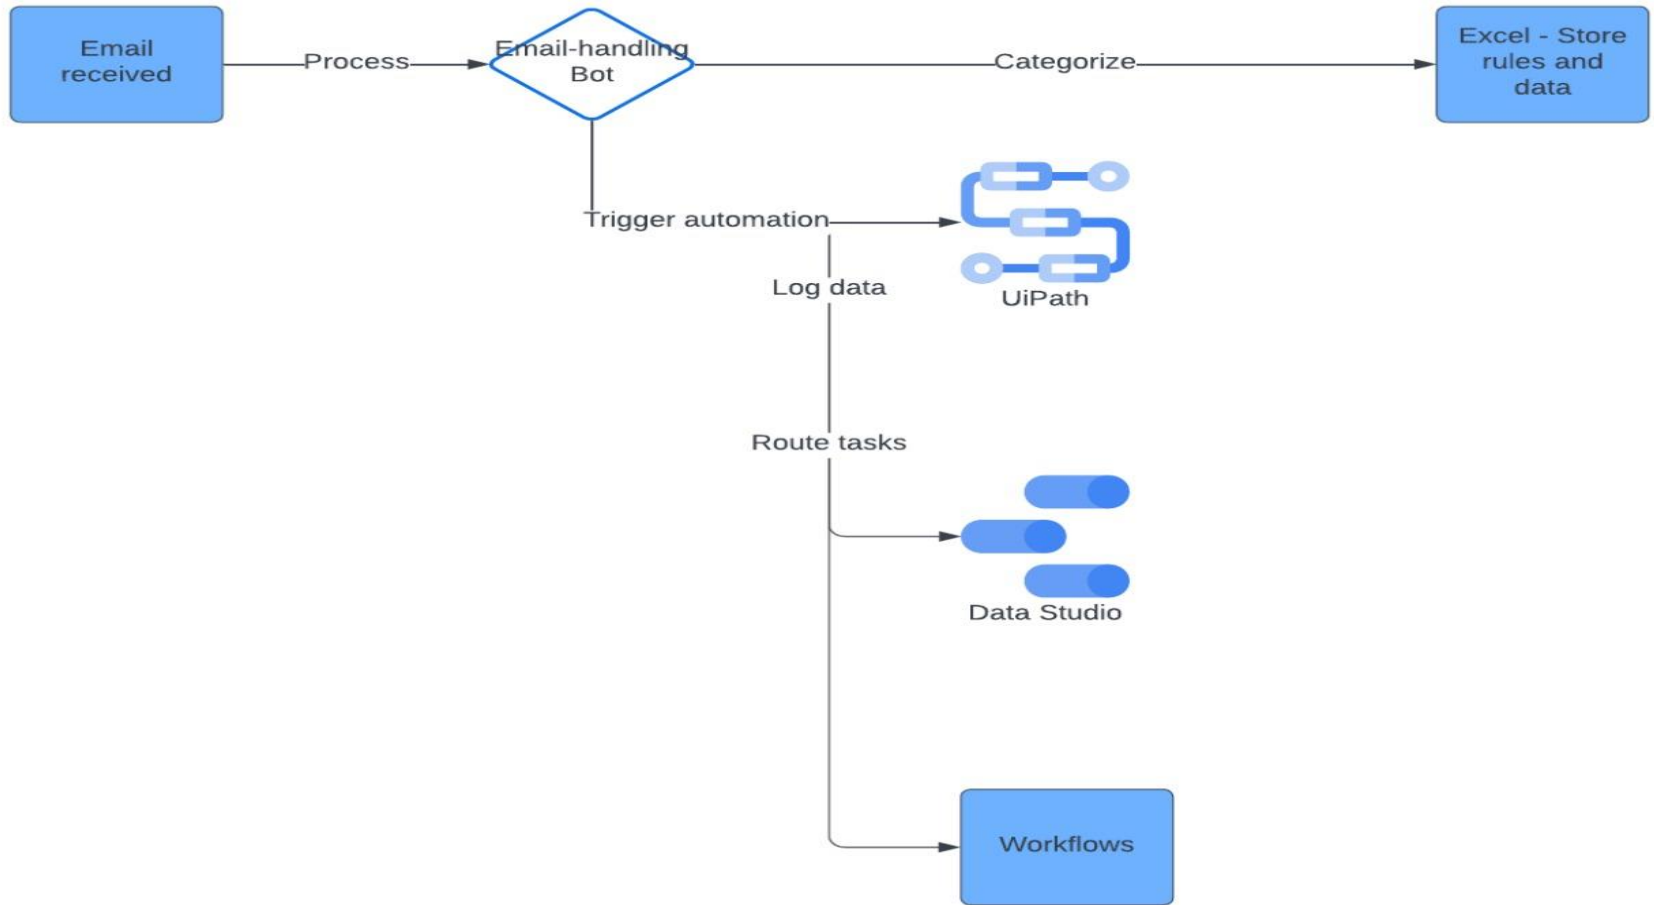 Email
received
Process
Email-handling
Bot
Categorize
Excel - Store
rules and
data
Trigger automation
Log data
UiPath
Route tasks
Data Studio
Workflows